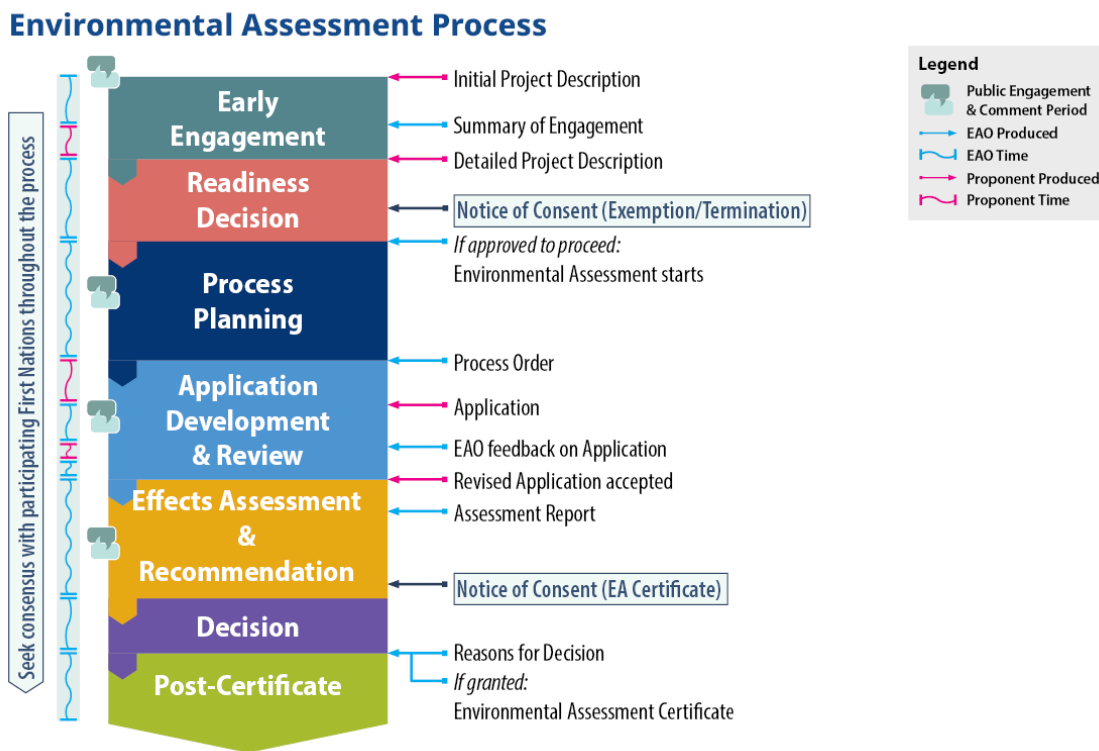 Environmental Assessment Process
Seek consensus with participating First Nations throughout the process
Early
Engagement
Readiness
Decision
Process
Planning
Application
Development
& Review
Effects Assessment
&
Recommendation
Decision
Post-Certificate
Initial Project Description
Summary of Engagement
Detailed Project Description
Notice of Consent (Exemption/Termination)
If approved to proceed:
Environmental Assessment starts
Process Order
Application
EAO feedback on Application
Revised Application accepted
Assessment Report
Notice of Consent (EA Certificate)
Reasons for Decision
If granted:
Environmental Assessment Certificate
Legend
Public Engagement
& Comment Period
EAO Produced
EAO Time
Proponent Produced
Proponent Time